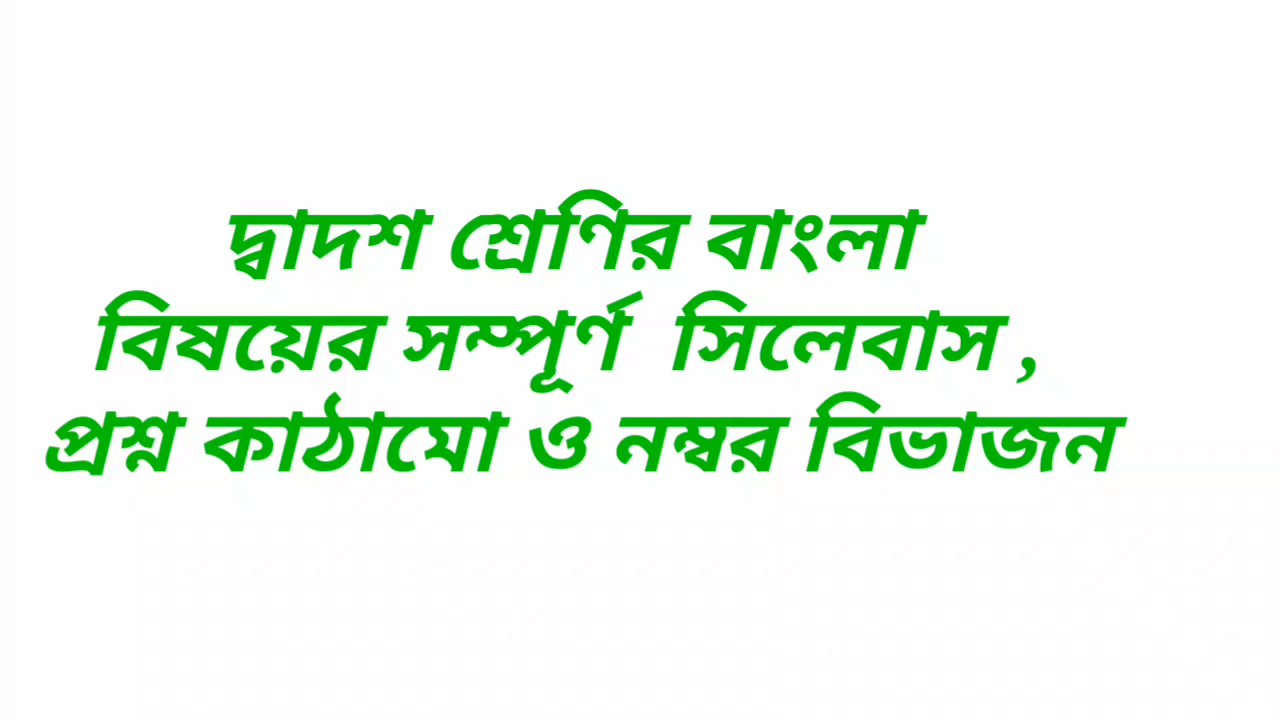 দ্বাদশ শ্রেণির বাংলা
বিষয়ের সম্পূর্ণ সিলেবাস ,
প্রশ্ন কাঠামো ও নম্বর বিভাজন